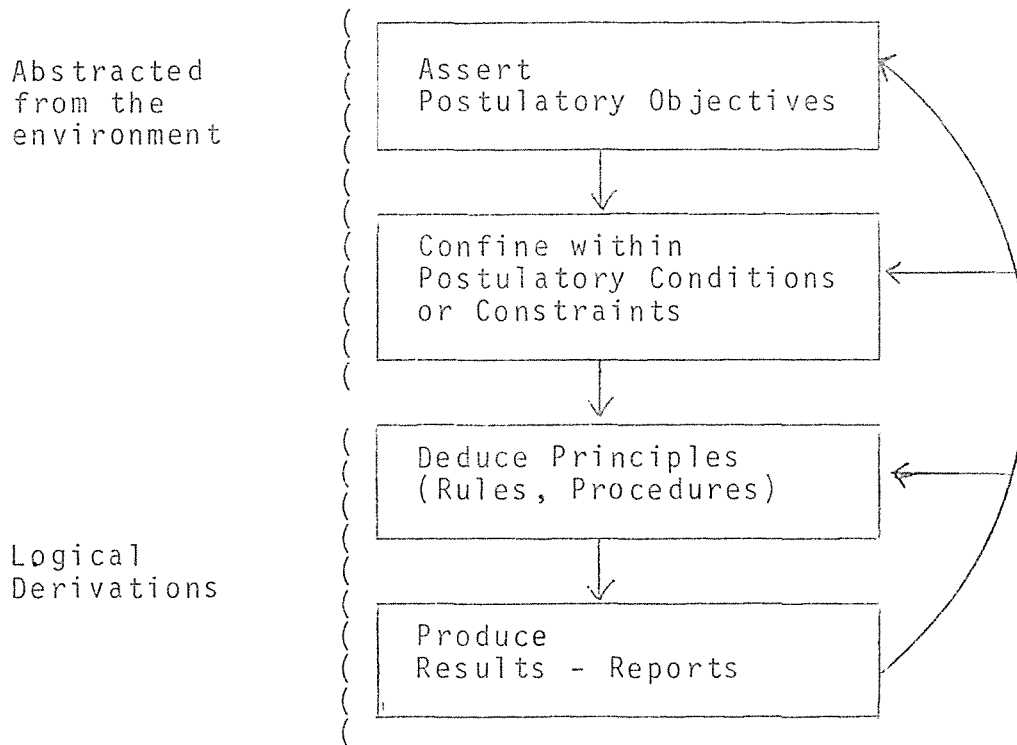 Abstracted
from the
environment
Assert
Postulatory Objectives
Confine within
Postulatory Conditions
or Constraints
Deduce Principles
(Rules, Procedures)
Logical
Derivations
Produce
Results - Reports